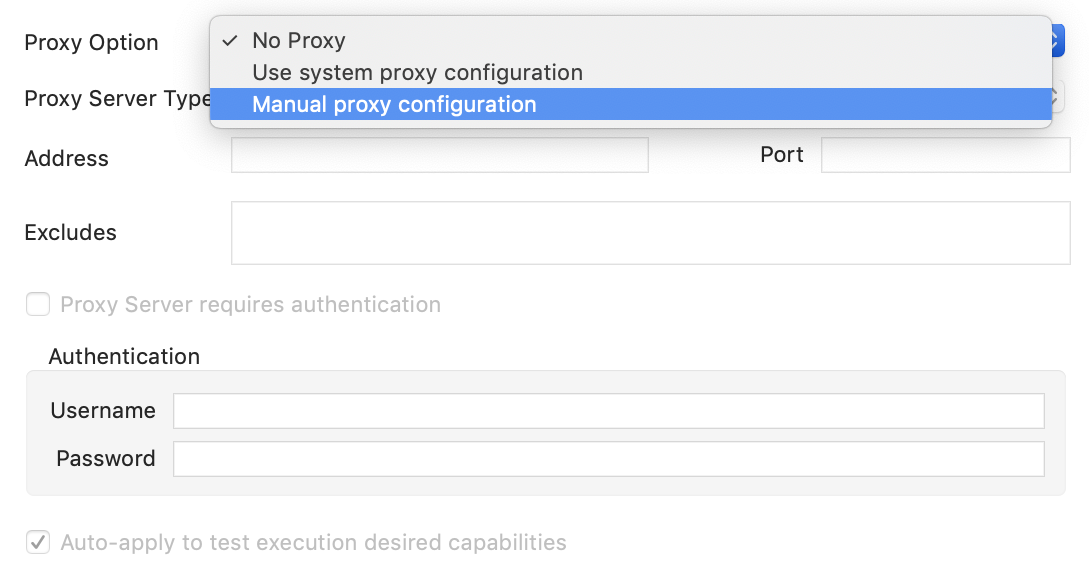 Proxy Option
No Proxy
Use system proxy configuration
Proxy Server Type
Manual proxy configuration
Address
Port
Excludes
Proxy Server requires authentication
Authentication
Username
Password
Auto-apply to test execution desired capabilities